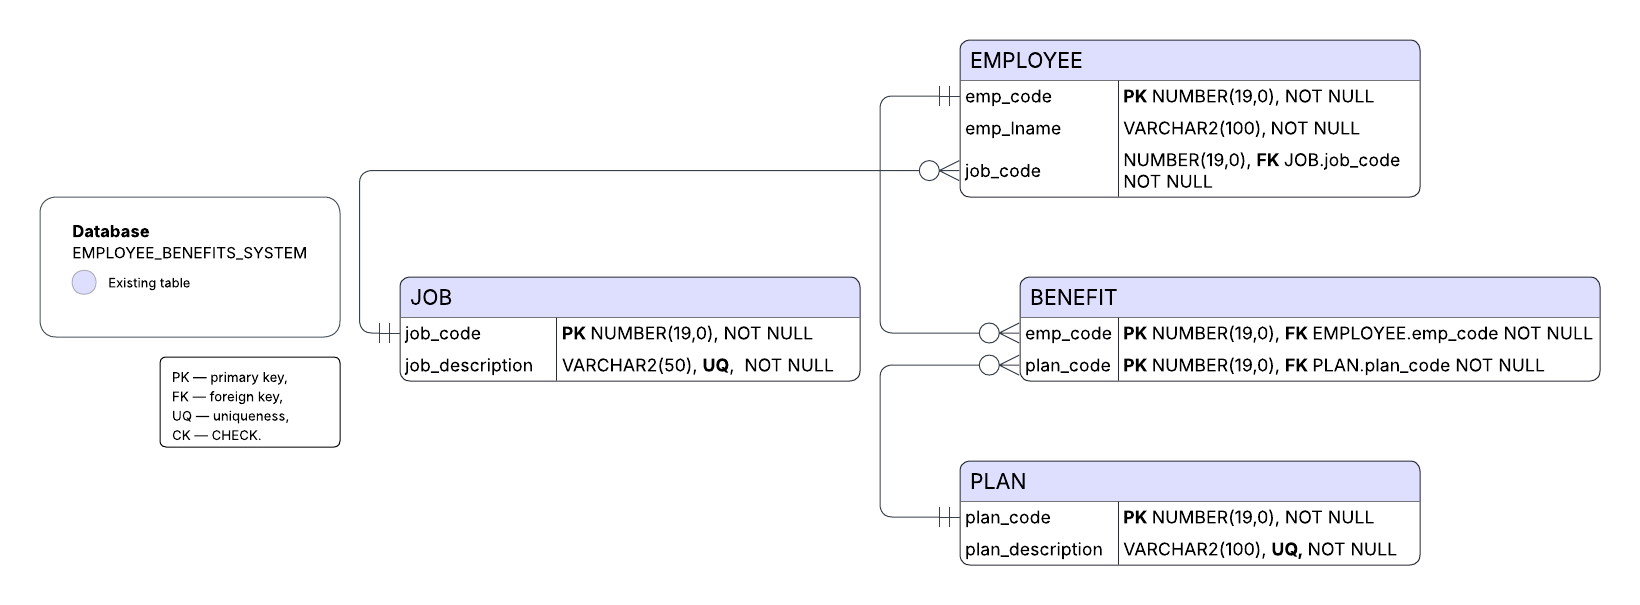 EMPLOYEE
emp_code PK NUMBER(19,0), NOT NULL
emp_lname VARCHAR2(100), NOT NULL
job_code NUMBER(19,0), FK JOB.job_code
NOT NULL
Database
EMPLOYEE_BENEFITS_SYSTEM
Existing table
JOB
job_code PK NUMBER(19,0), NOT NULL
job_description VARCHAR2(50), UQ, NOT NULL
BENEFIT
emp_code PK NUMBER(19,0), FK EMPLOYEE.emp_code NOT NULL
plan_code PK NUMBER(19,0), FK PLAN.plan_code NOT NULL
PK — primary key,
FK — foreign key,
UQ — uniqueness,
CK — CHECK.
PLAN
plan_code PK NUMBER(19,0), NOT NULL
plan_description VARCHAR2(100), UQ, NOT NULL